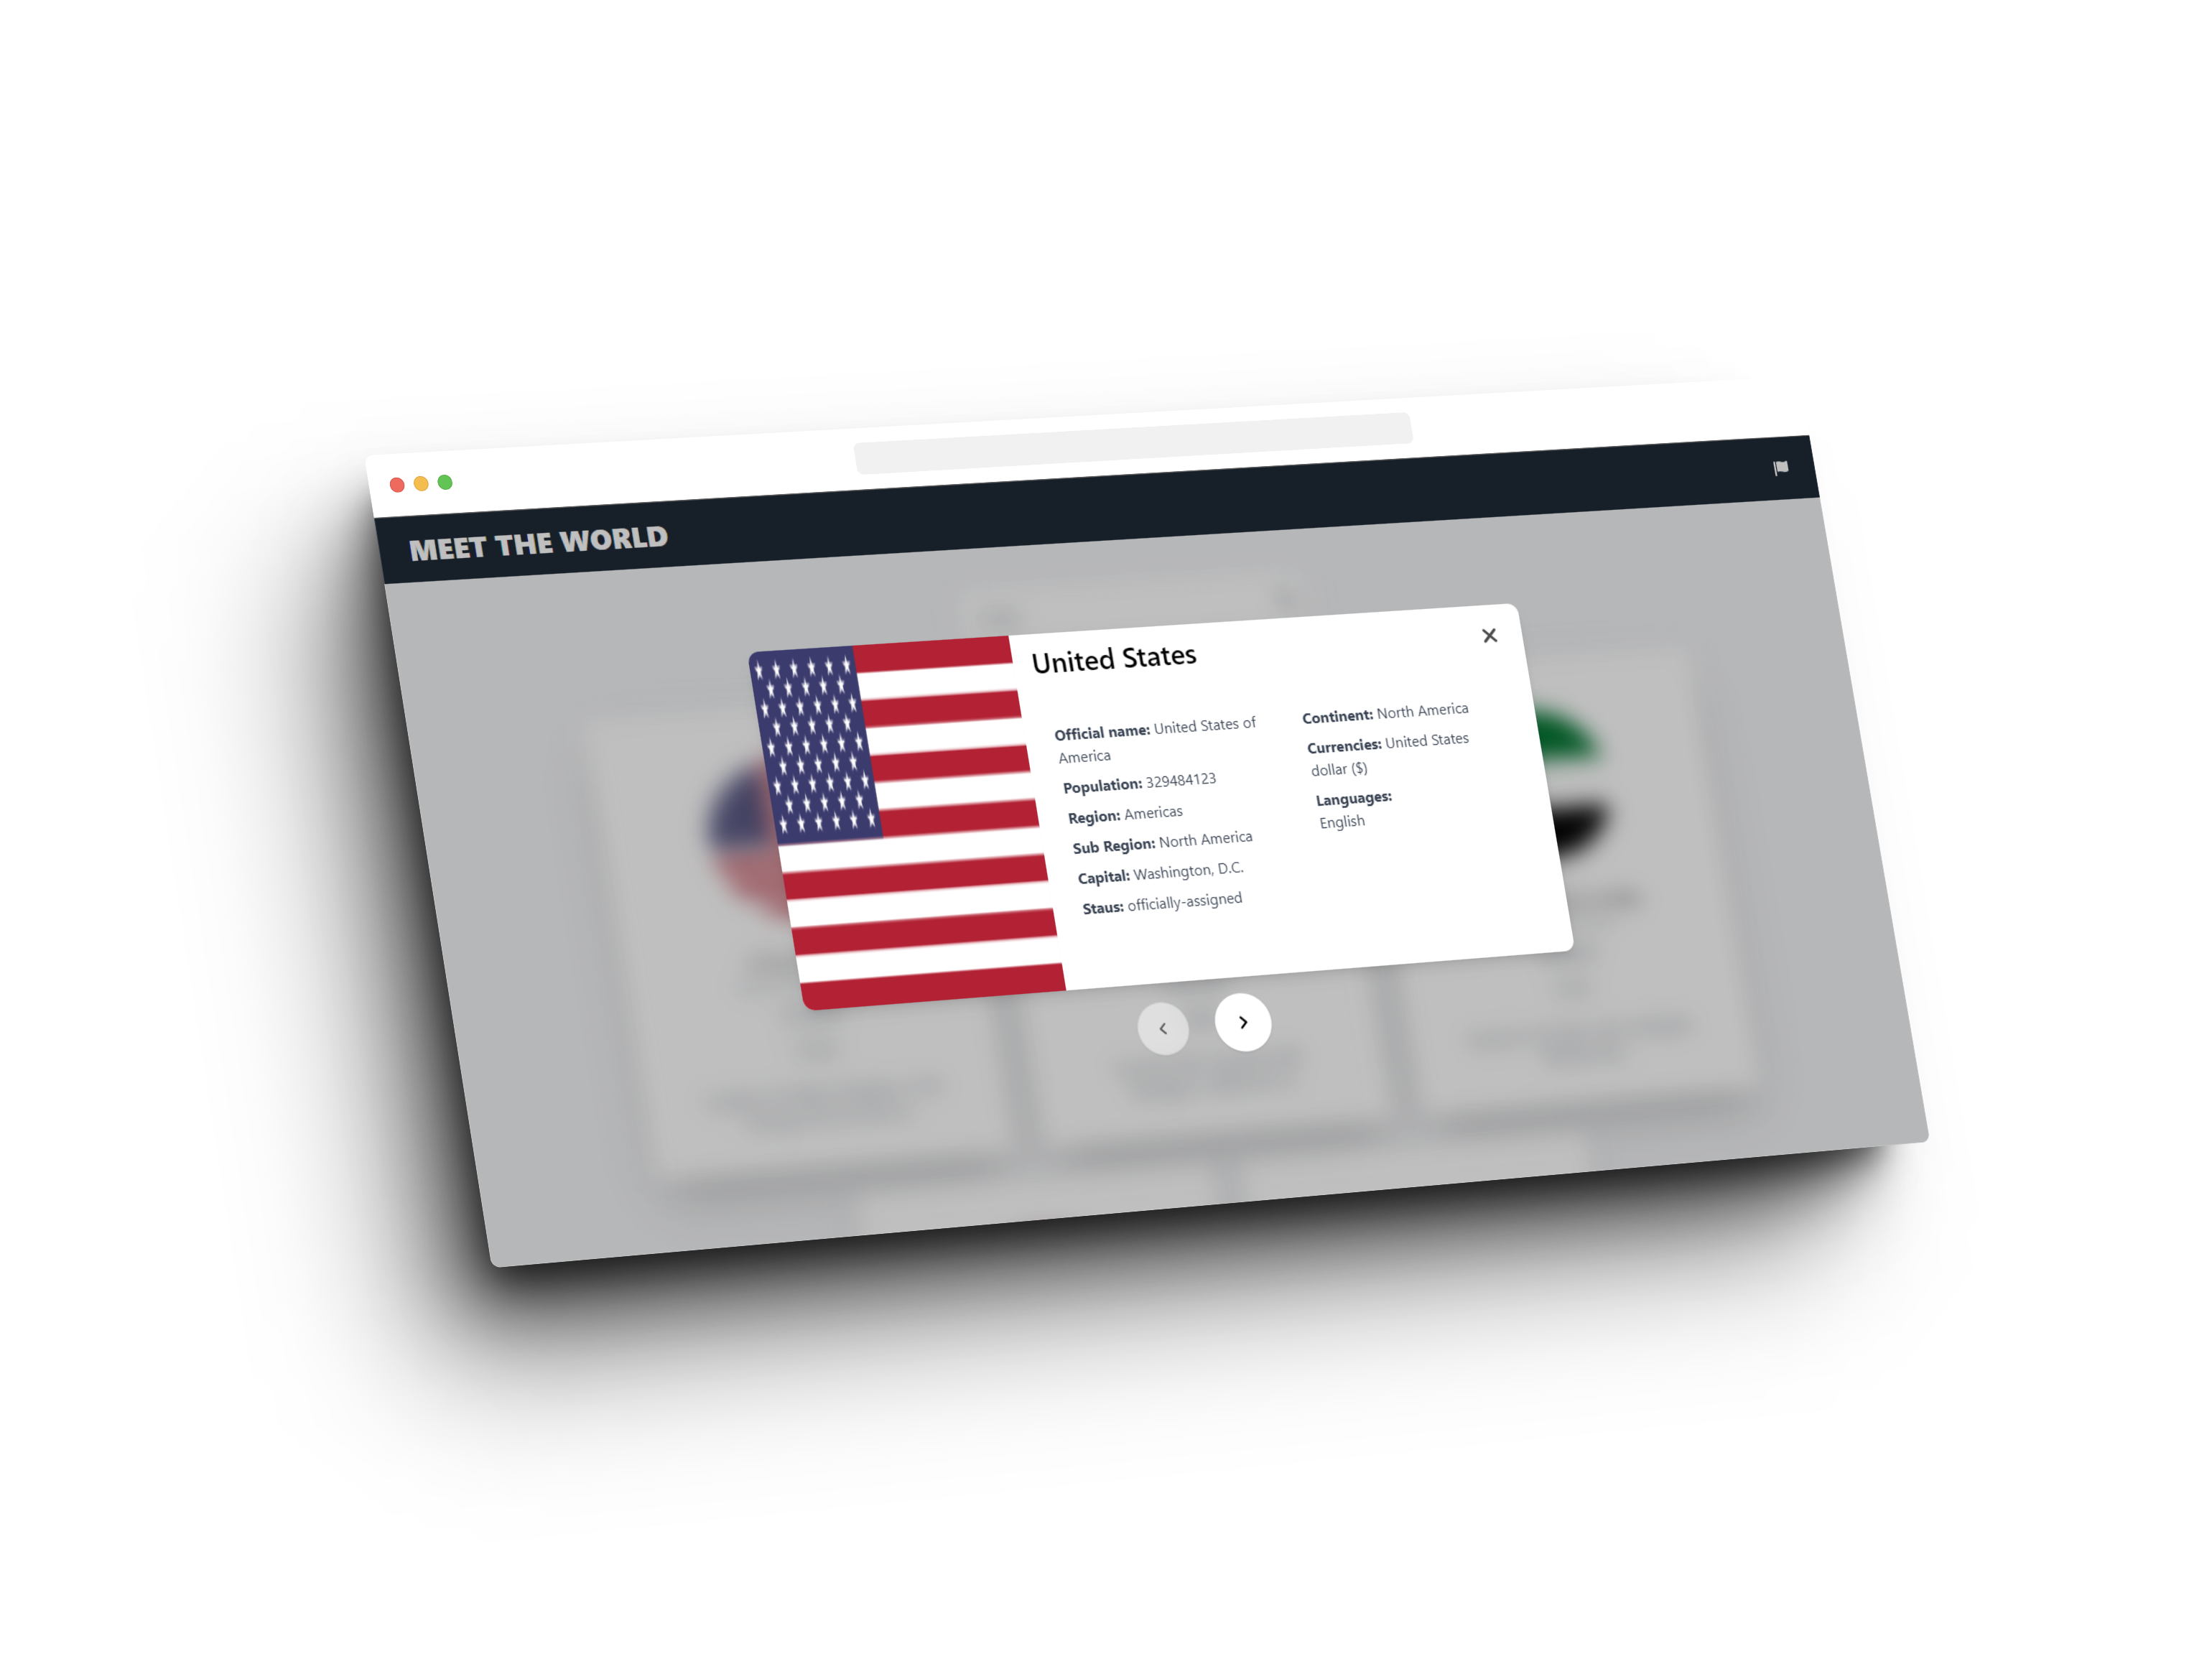 MEET THE WORLD
United States
Official name: United States of
America
Population: 329484123
Region: Americas
Sub Region: North America
Capital: Washington, D.C.
Staus: officially-assigned
Continent: North America
Currencies: United States
dollar ($)
Languages:
English